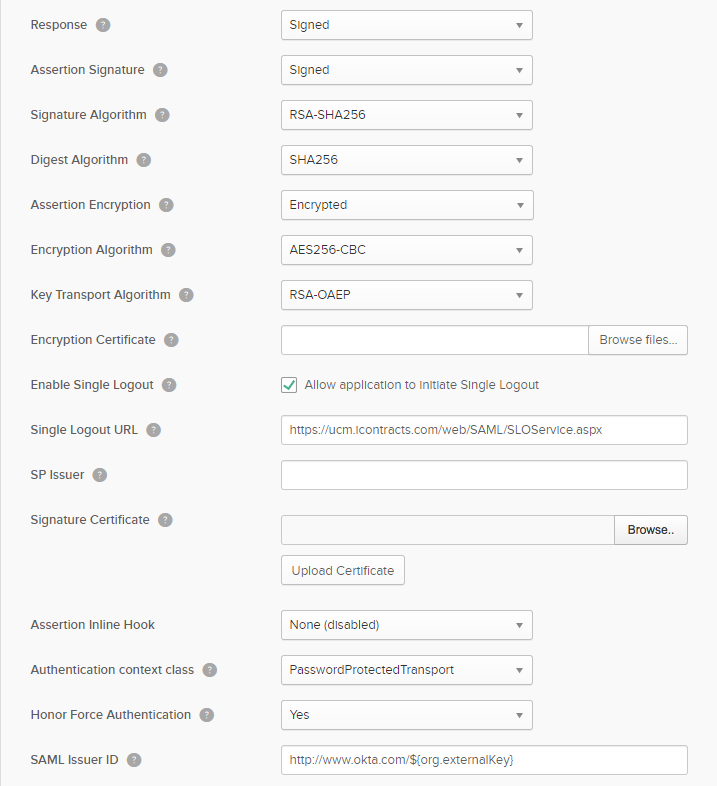 Response ?
Signed
Assertion Signature ?
Signed
Signature Algorithm ?
RSA-SHA256
Digest Algorithm ?
SHA256
Assertion Encryption ?
Encrypted
Encryption Algorithm ?
AES256-CBC
Key Transport Algorithm ?
RSA-OAEP
Encryption Certificate ?
Browse files...
Enable Single Logout ?
Allow application to initiate Single Logout
Single Logout URL ?
https://ucm.icontracts.com/web/SAML/SLOService.aspx
SP Issuer ?
Signature Certificate ?
Browse..
Upload Certificate
Assertion Inline Hook
None (disabled)
Authentication context class ?
PasswordProtectedTransport
Honor Force Authentication ?
Yes
SAML Issuer ID ?
http://www.okta.com/${org.externalKey}